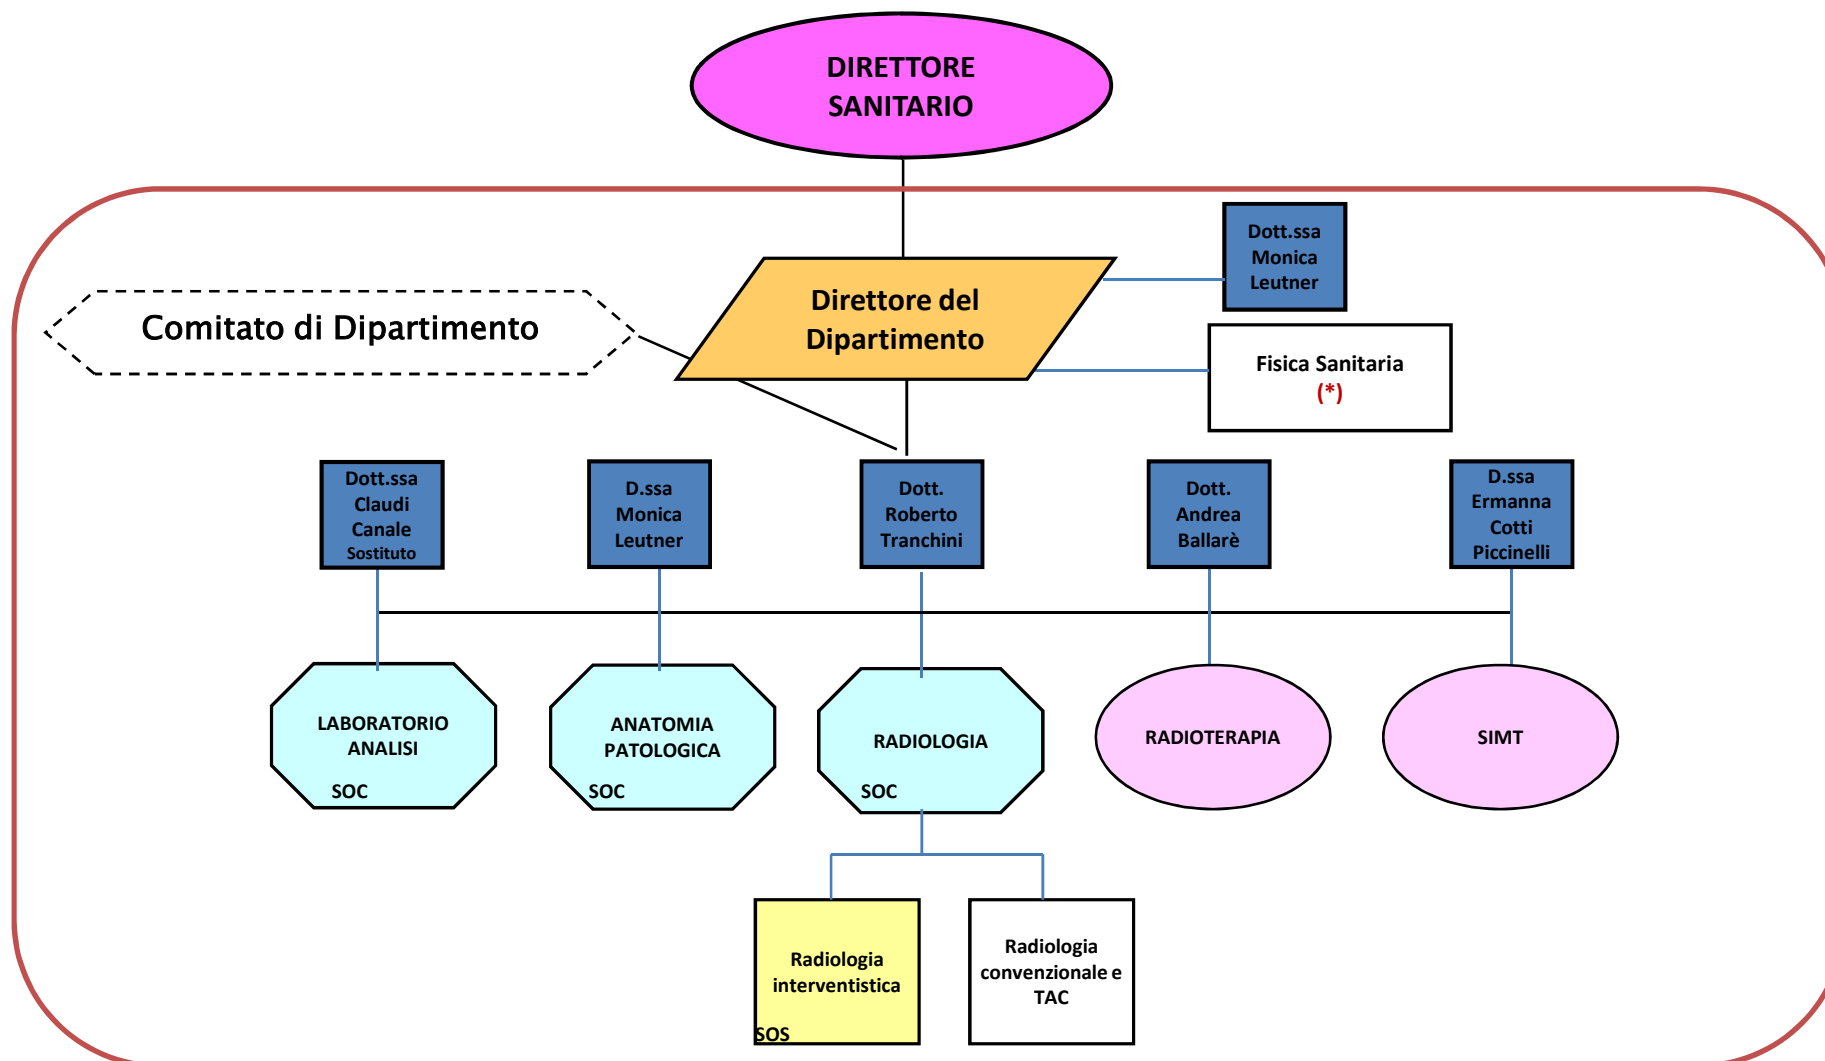 DIRETTORE
SANITARIO
Dott.ssa
Monica
Leutner
Direttore del
Dipartimento
Comitato di Dipartimento
Fisica Sanitaria
(*)
Dott.ssa
Claudi
Canale
Sostituto
D.ssa
Monica
Leutner
Dott.
Roberto
Tranchini
Dott.
Andrea
Ballarè
D.ssa
Ermanna
Cotti
Piccinelli
LABORATORIO
ANALISI
SOC
ANATOMIA
PATOLOGICA
SOC
RADIOLOGIA
SOC
RADIOTERAPIA
SIMT
Radiologia
interventistica
SOS
Radiologia
convenzionale e
TAC